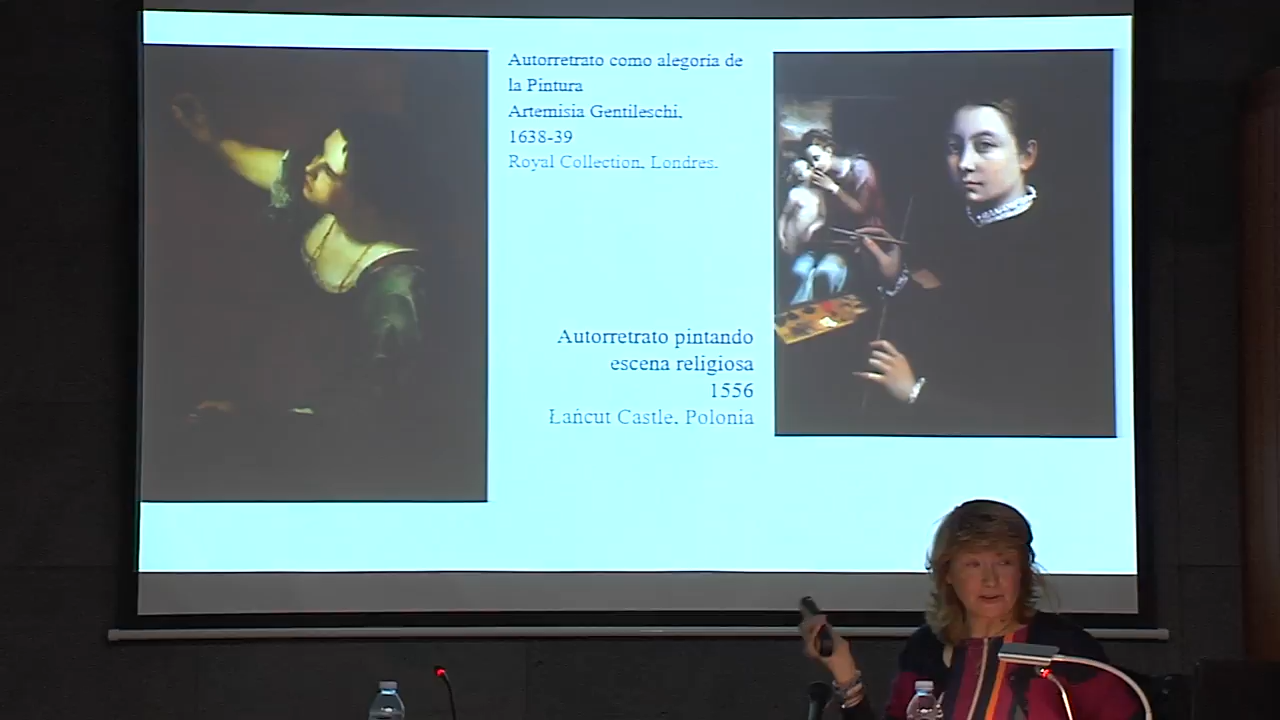 Autorretrato como alegoria de
la Pintura
Artemisia Gentileschi,
1638-39
Royal Collection, Londres.
Autorretrato pintando
escena religiosa
1556
Łańcut Castle. Polonia